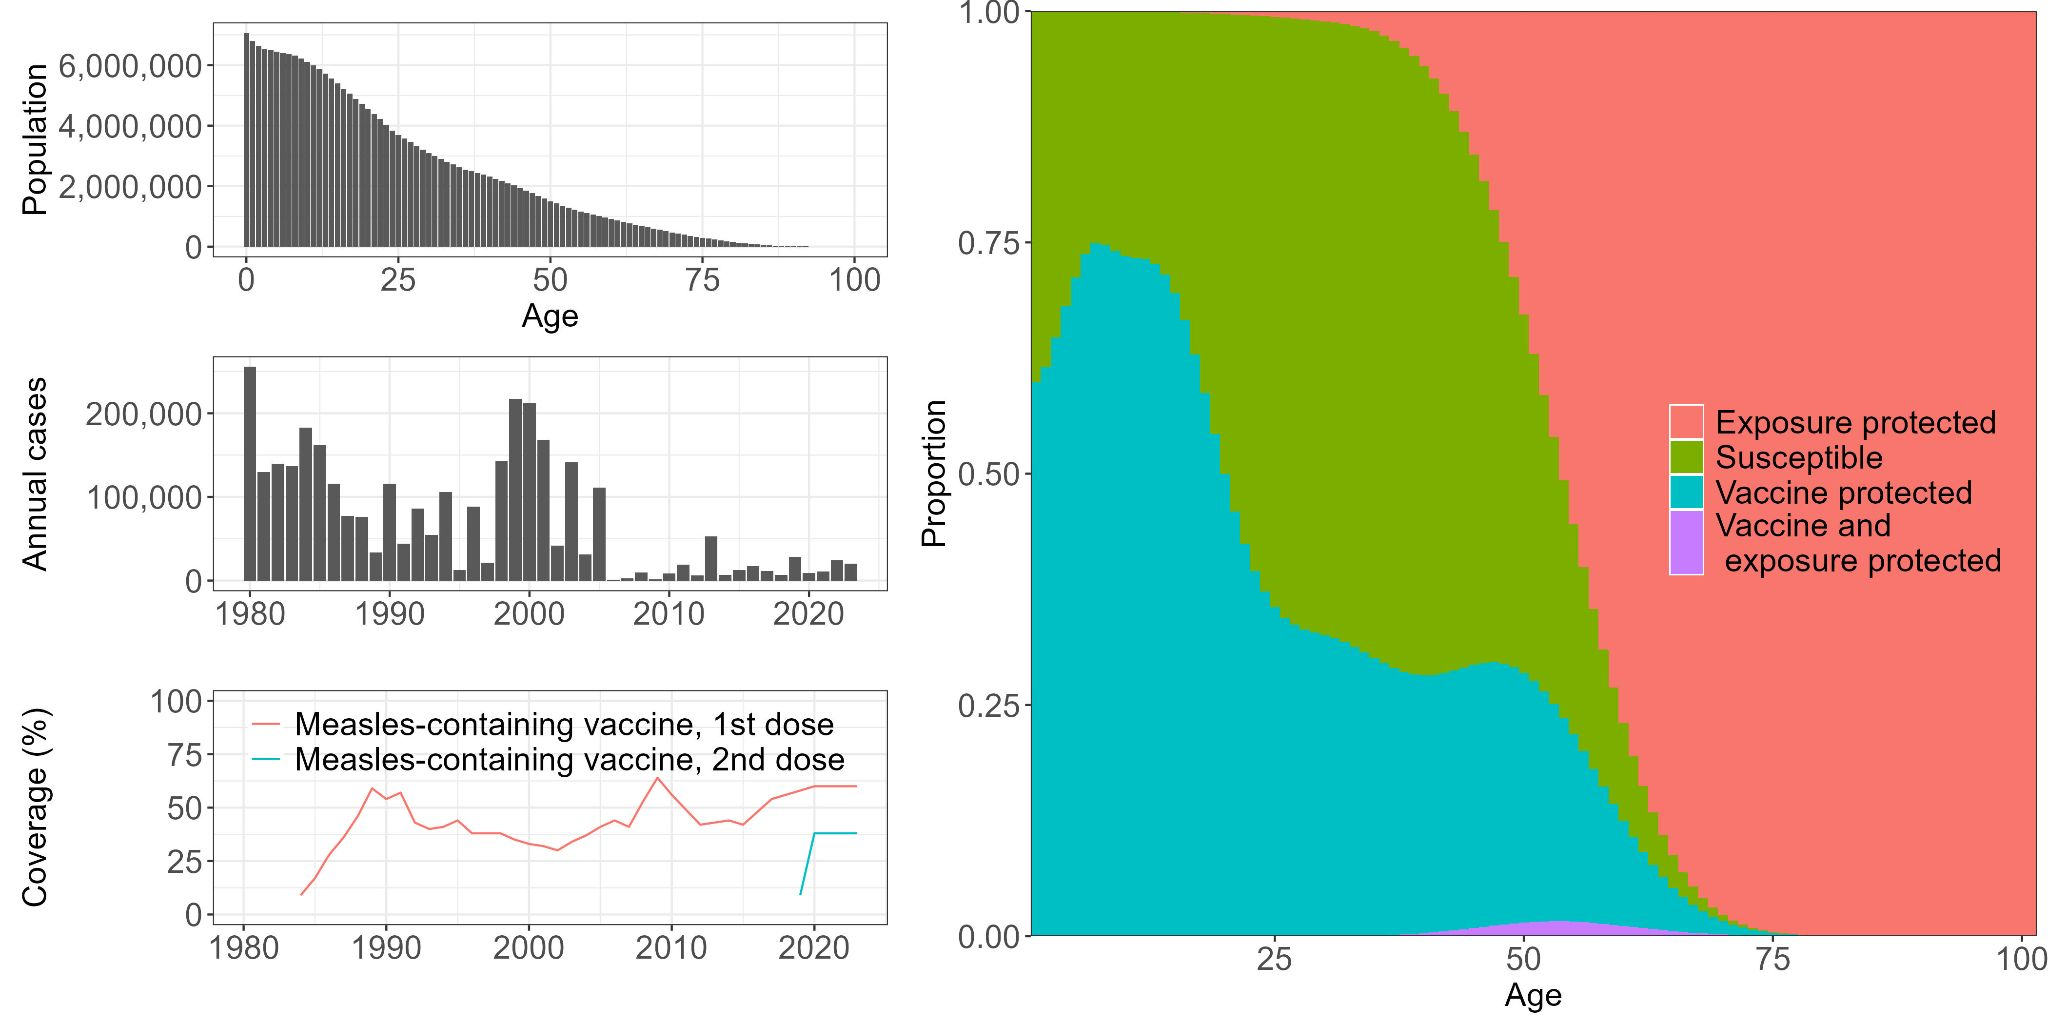 Population
6,000,000
4,000,000
2,000,000
0
0 25 50 75 100
Age
Annual cases
200,000
100,000
0
1980 1990 2000 2010 2020
Coverage (%)
100
75
50
25
0
Measles-containing vaccine, 1st dose
Measles-containing vaccine, 2nd dose
1980 1990 2000 2010 2020
Proportion
1.00
0.75
0.50
0.25
0.00
Exposure protected
Susceptible
Vaccine protected
Vaccine and
exposure protected
25 50 75 100
Age